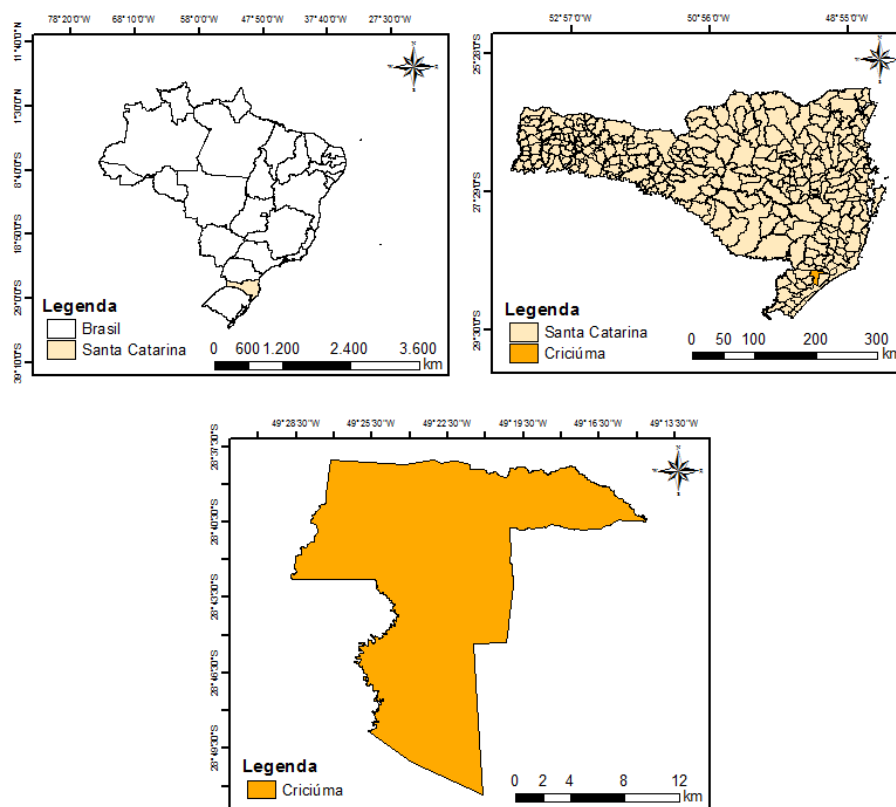 78°20'0"W 68°10'0"W 58°0'0"W 47°50'0"W 37°40'0"W 27°30'0"W
11°40'0"N
1°30'0"N
8°40'0"S
18°50'0"S
29°0'0"S
39°10'0"S
Legenda
Brasil
Santa Catarina
0 600 1.200 2.400 3.600
km
52°57'0"W 50°56'0"W 48°55'0"W
25°28'0"S
27°29'0"S
29°30'0"S
Legenda
Santa Catarina
Criciúma
0 50 100 200 300
km
49°28'30"W 49°25'30"W 49°22'30"W 49°19'30"W 49°16'30"W 49°13'30"W
28°37'30"S
28°40'30"S
28°43'30"S
28°46'30"S
28°49'30"S
Legenda
Criciúma
0 2 4 8 12
km